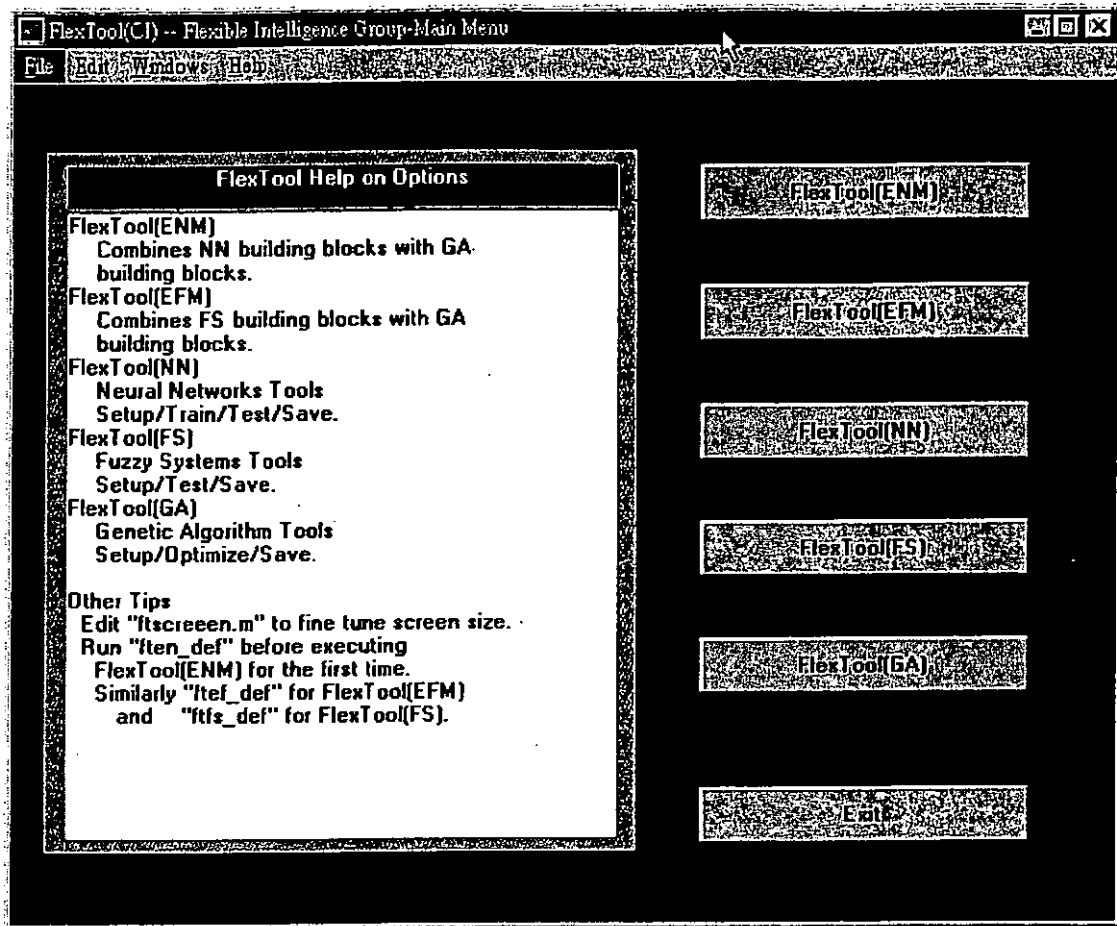 FlexTool(CI) -- Flexible Intelligence Group-Main Menu
File Edit Windows Help
FlexTool Help on Options
FlexTool(ENM)
Combines NN building blocks with GA
building blocks.
FlexTool(EFM)
Combines FS building blocks with GA
building blocks.
FlexTool(NN)
Neural Networks Tools
Setup/Train/Test/Save.
FlexTool(FS)
Fuzzy Systems Tools
Setup/Test/Save.
FlexTool(GA)
Genetic Algorithm Tools
Setup/Optimize/Save.
Other Tips
Edit "ftscreeen.m" to fine tune screen size.
Run "ften_def" before executing
FlexTool(ENM) for the first time.
Similarly "ftef_def" for FlexTool(EFM)
and "ftfs_def" for FlexTool(FS).
FlexTool(ENM)
FlexTool(EFM)
FlexTool(NN)
FlexTool(FS)
FlexTool(GA)
Exit